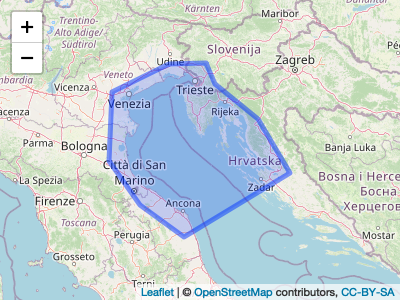 +
−
Trentino-
Alto Adige/
Südtirol
Udine
Slovenija
Maribor
Zagreb
Trieste
Veneto
Vicenza
Venezia
Rijeka
Parma
Bologna
Banja Luka
Hrvatska
Città di San
Marino
Zadar
Bosna i Herce
Босна и
Херцегов
La Spezia
Firenze
Toscana
Ancona
Perugia
Grosseto
Terni
Leaflet | © OpenStreetMap contributors, CC-BY-SA